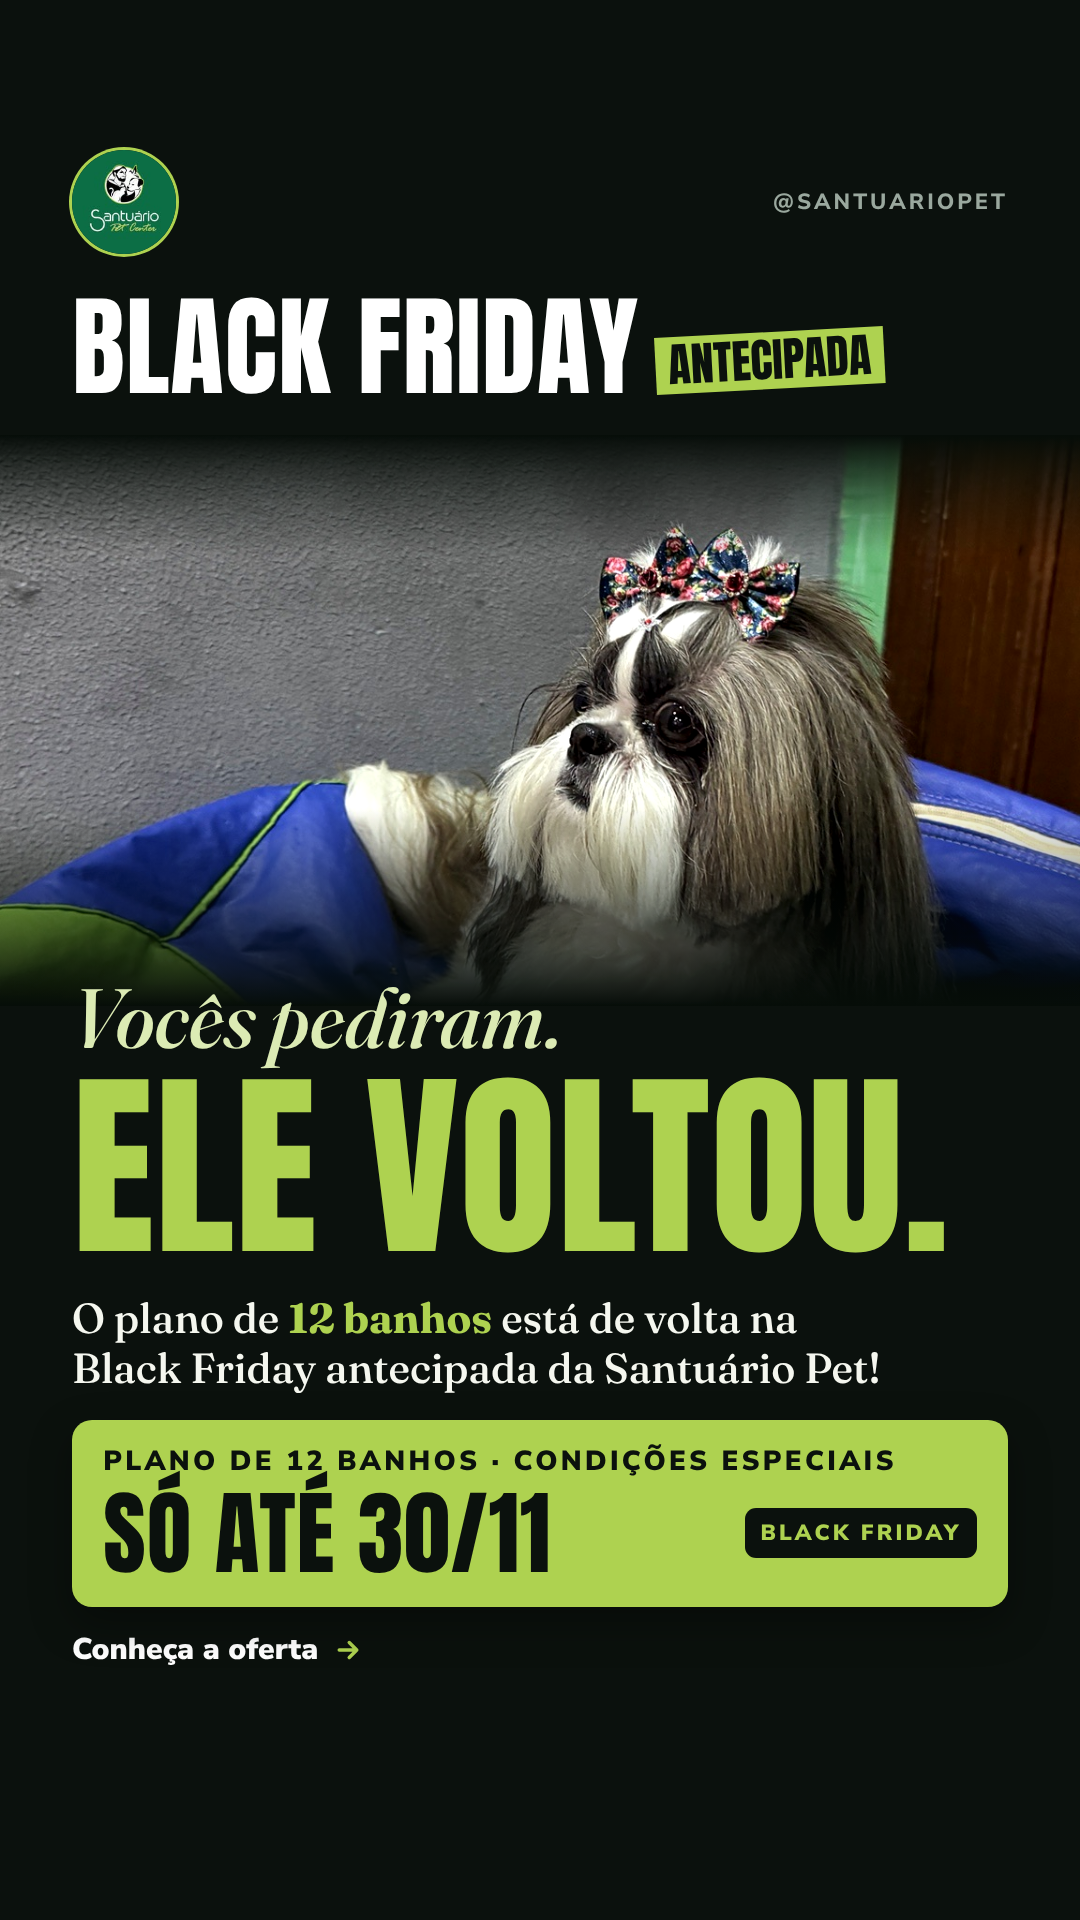 Santuário
Pet Center
@SANTUARIOPET
BLACK FRIDAY ANTECIPADA
Vocês pediram.
ELE VOLTOU.
O plano de 12 banhos está de volta na
Black Friday antecipada da Santuário Pet!
PLANO DE 12 BANHOS · CONDIÇÕES ESPECIAIS
SÓ ATÉ 30/11
BLACK FRIDAY
Conheça a oferta →